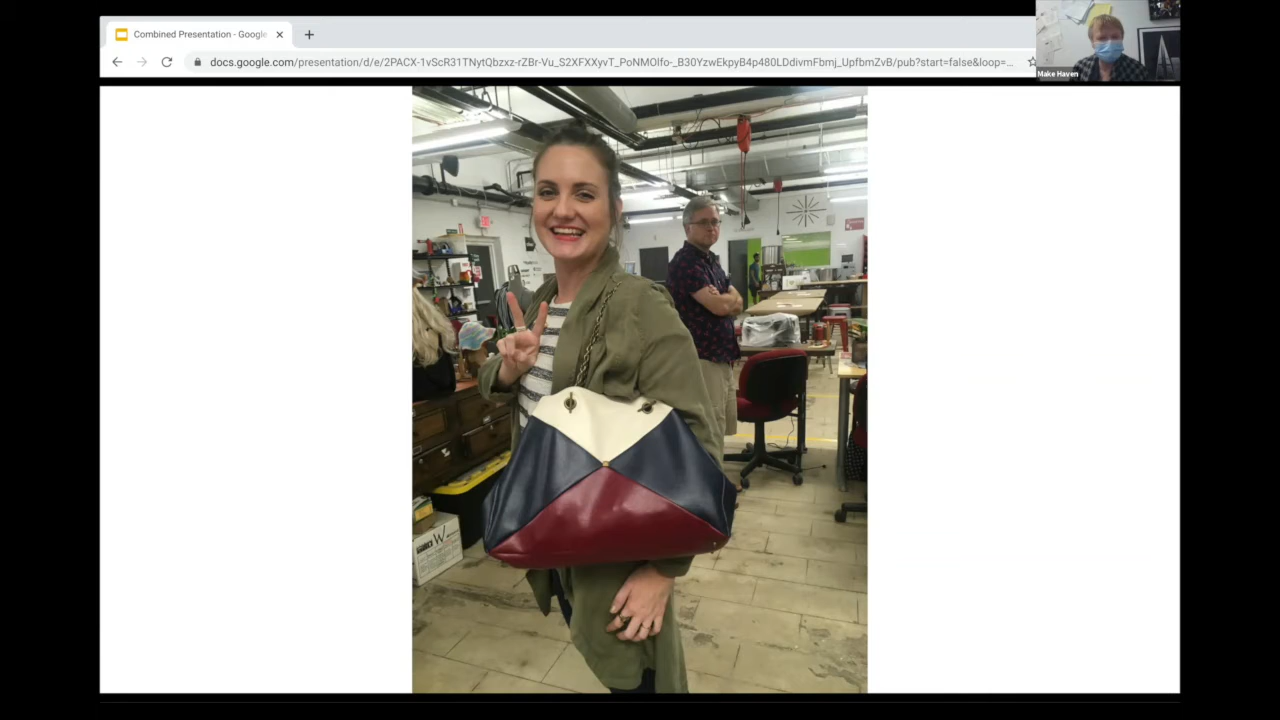 Combined Presentation - Google
docs.google.com/presentation/d/e/2PACX-1vScR31TNytQbzxz-rZBr-Vu_S2XFXXyvT_PoNMOlfo-_B30YzwEkpyB4p480LDdivmFbmj_UpfbmZvB/pub?start=false&loop=...
Make Haven
W